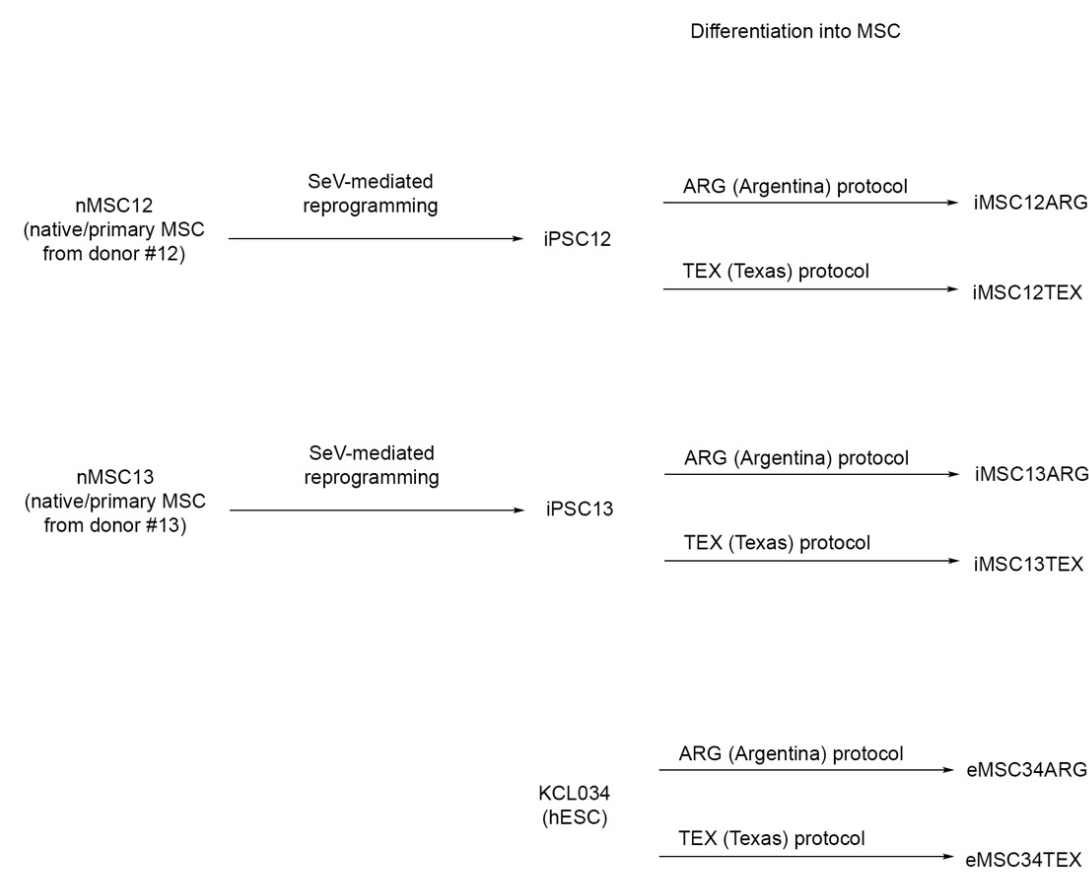 Differentiation into MSC
nMSC12
(native/primary MSC
from donor #12)
SeV-mediated
reprogramming
iPSC12
ARG (Argentina) protocol
iMSC12ARG
TEX (Texas) protocol
iMSC12TEX
nMSC13
(native/primary MSC
from donor #13)
SeV-mediated
reprogramming
iPSC13
ARG (Argentina) protocol
iMSC13ARG
TEX (Texas) protocol
iMSC13TEX
KCL034
(hESC)
ARG (Argentina) protocol
eMSC34ARG
TEX (Texas) protocol
eMSC34TEX